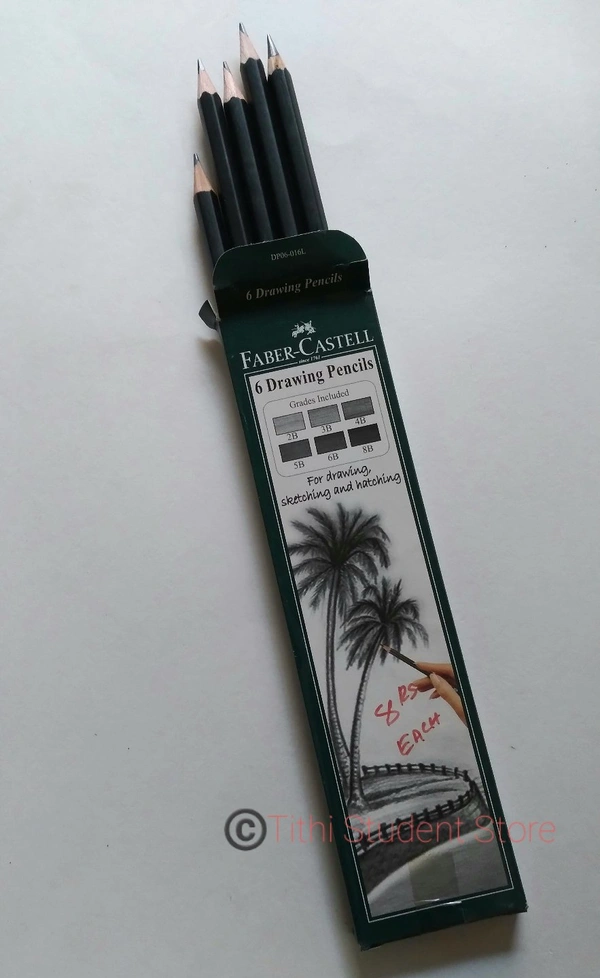 DP06-016L
6 Drawing Pencils
FABER-CASTELL
since 1761
6 Drawing Pencils
Grades Included
2B 3B 4B
5B 6B 8B
For drawing,
sketching and hatching
8 RS
EACH
©Tithi Student Store